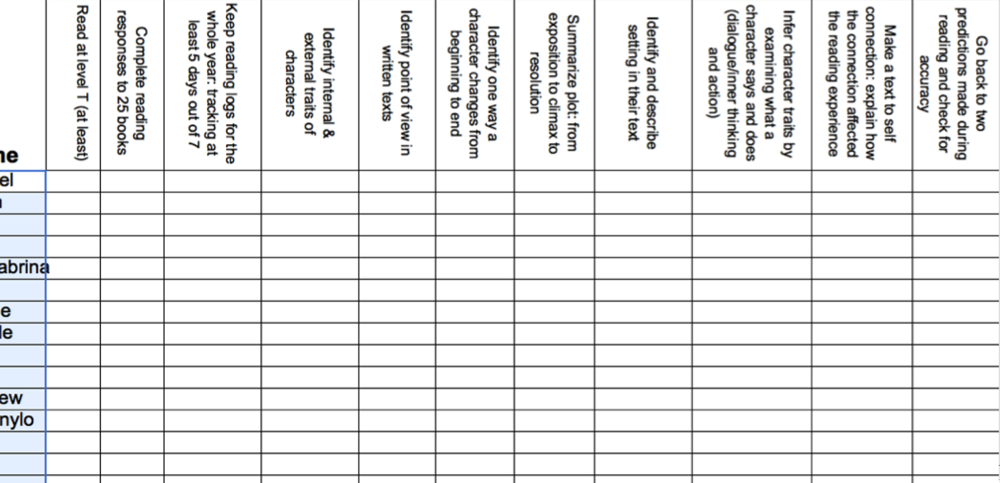 Read at level T (at least)
Complete reading
responses to 25 books
Keep reading logs for the
whole year: tracking at
least 5 days out of 7
Identify internal &
external traits of
characters
Identify point of view in
written texts
Identify one way a
character changes from
beginning to end
Summarize plot: from
exposition to climax to
resolution
Identify and describe
setting in their text
Infer character traits by
examining what a
character says and does
(dialogue/inner thinking
and action)
Make a text to self
connection: explain how
the connection affected
the reading experience
Go back to two
predictions made during
reading and check for
accuracy
ne
el
abrina
e
le
ew
nylo